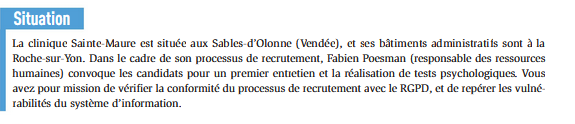 Situation
La clinique Sainte-Maure est située aux Sables-d'Olonne (Vendée), et ses bâtiments administratifs sont à la
Roche-sur-Yon. Dans le cadre de son processus de recrutement, Fabien Poesman (responsable des ressources
humaines) convoque les candidats pour un premier entretien et la réalisation de tests psychologiques. Vous
avez pour mission de vérifier la conformité du processus de recrutement avec le RGPD, et de repérer les vulné-
rabilités du système d'information.